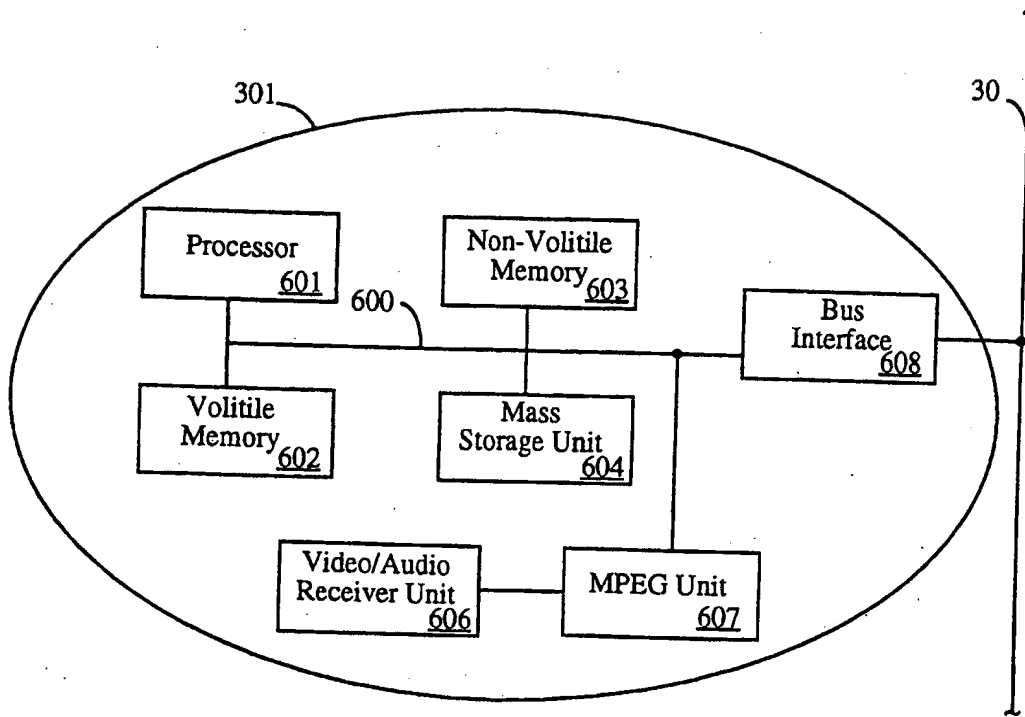 301
30
Processor
601
Non-Volitile
Memory
603
600
Bus
Interface
608
Volitile
Memory
602
Mass
Storage Unit
604
Video/Audio
Receiver Unit
606
MPEG Unit
607